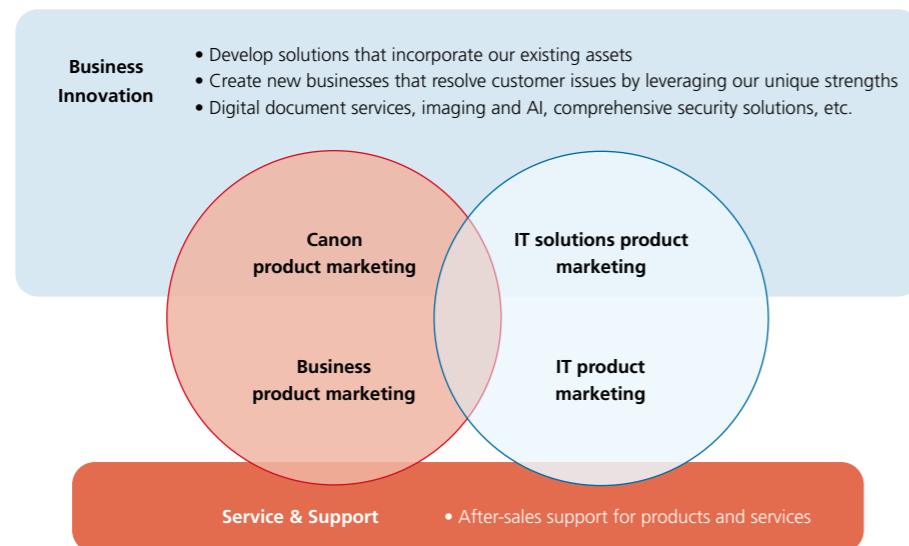 Business
Innovation
• Develop solutions that incorporate our existing assets
• Create new businesses that resolve customer issues by leveraging our unique strengths
• Digital document services, imaging and AI, comprehensive security solutions, etc.
Canon
product marketing
IT solutions product
marketing
Business
product marketing
IT product
marketing
Service & Support
• After-sales support for products and services